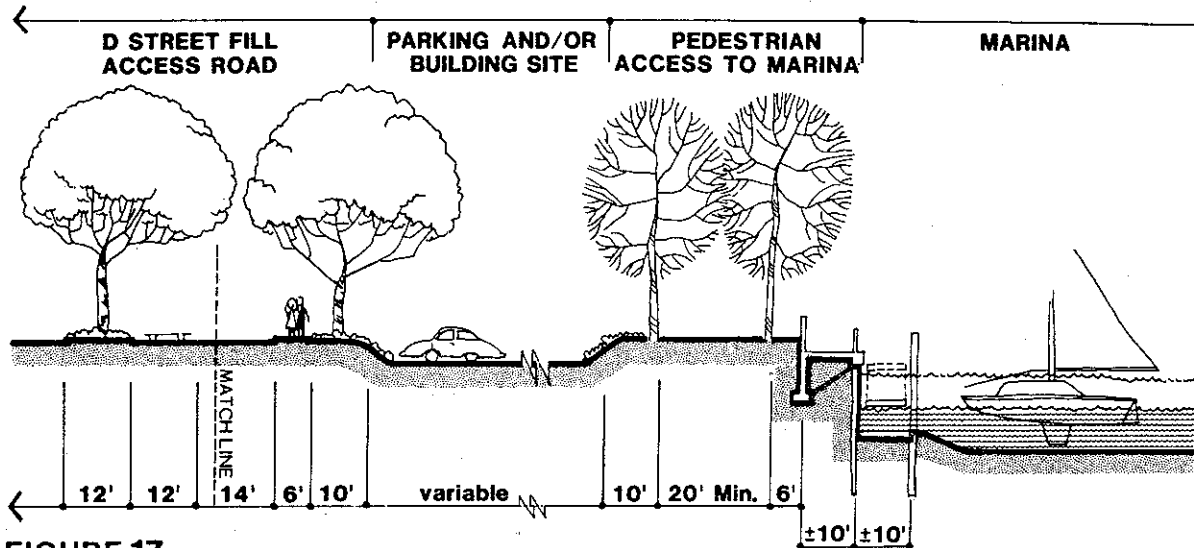 D STREET FILL
ACCESS ROAD
PARKING AND/OR
BUILDING SITE
PEDESTRIAN
ACCESS TO MARINA
MARINA
MATCH LINE
12' 12' 14' 6' 10' variable 10' 20' Min. 6'
±10' ±10'
FIGURE 17